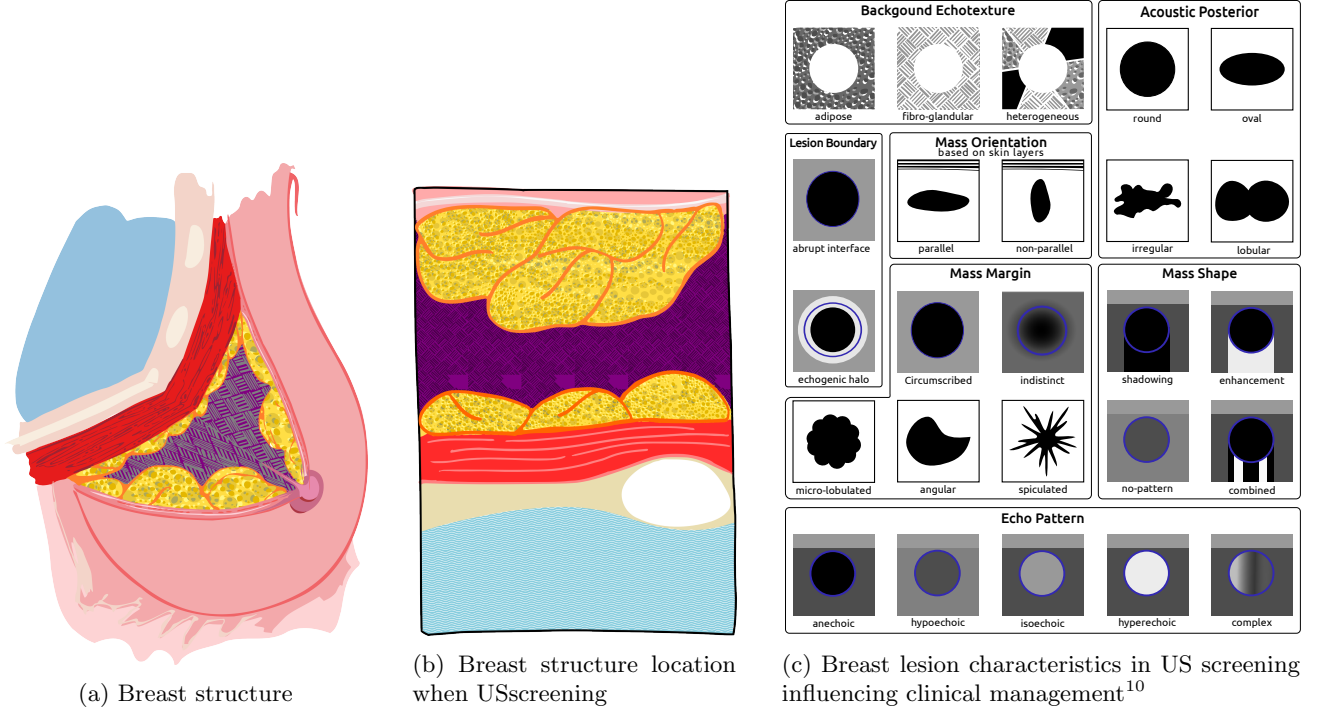 Backgound Echotexture
adipose
fibro-glandular
heterogeneous
Acoustic Posterior
round
oval
irregular
lobular
Lesion Boundary
abrupt interface
echogenic halo
Mass Orientation
based on skin layers
parallel
non-parallel
Mass Margin
Circumscribed
indistinct
micro-lobulated
angular
spiculated
Mass Shape
shadowing
enhancement
no-pattern
combined
Echo Pattern
anechoic
hypoechoic
isoechoic
hyperechoic
complex
(a) Breast structure
(b) Breast structure location
when USscreening
(c) Breast lesion characteristics in US screening
influencing clinical management10